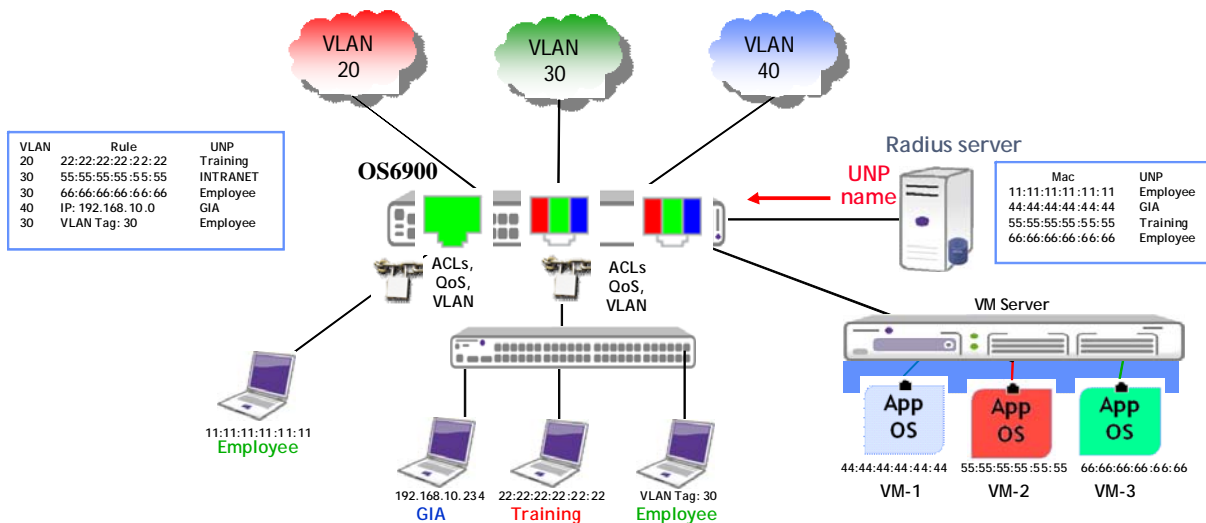 VLAN
20
VLAN
30
VLAN
40
VLAN Rule UNP
20 22:22:22:22:22:22 Training
30 55:55:55:55:55:55 INTRANET
30 66:66:66:66:66:66 Employee
40 IP: 192.168.10.0 GIA
30 VLAN Tag: 30 Employee
OS6900
UNP
name
Radius server
Mac UNP
11:11:11:11:11:11 Employee
44:44:44:44:44:44 GIA
55:55:55:55:55:55 Training
66:66:66:66:66:66 Employee
ACLs,
QoS,
VLAN
ACLs
QoS,
VLAN
VM Server
App
OS
App
OS
App
OS
11:11:11:11:11:11
Employee
44:44:44:44:44:44
VM-1
55:55:55:55:55:55
VM-2
66:66:66:66:66:66
VM-3
192.168.10.234
GIA
22:22:22:22:22:22
Training
VLAN Tag: 30
Employee